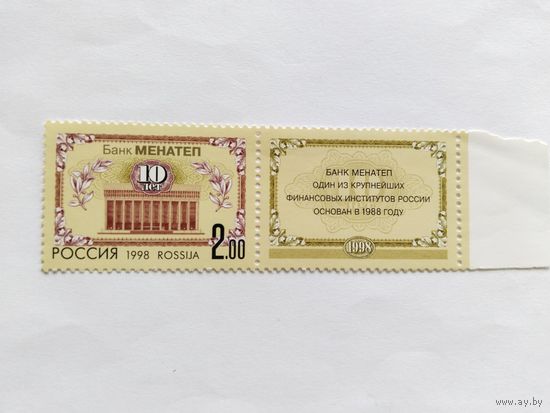 Банк МЕНАТЕП
10
ЛЕТ
2.00
РОССИЯ 1998 ROSSIJA
БАНК МЕНАТЕП
ОДИН ИЗ КРУПНЕЙШИХ
ФИНАНСОВЫХ ИНСТИТУТОВ РОССИИ
ОСНОВАН В 1988 ГОДУ
1998
www.ay.by